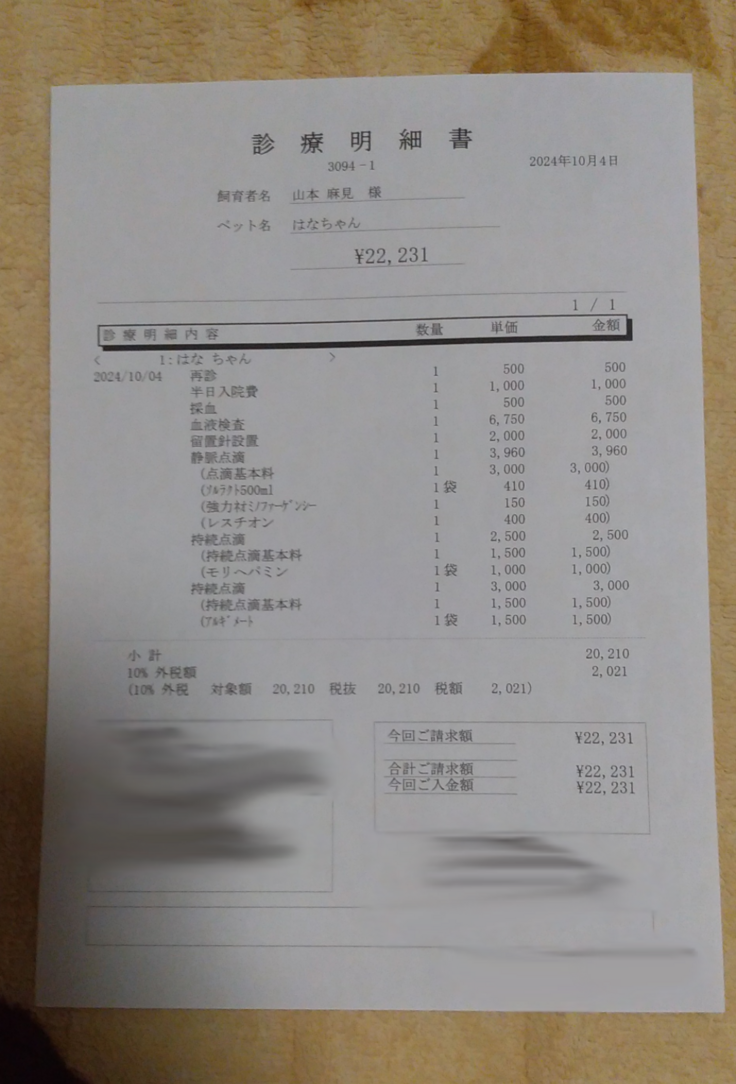 診療明細書
3094-1
2024年10月4日
飼育者名 山本 麻見 様
ペット名 はなちゃん
¥22,231
1 / 1
診療明細内容 数量 単価 金額
< 1:はな ちゃん >
2024/10/04 再診 1 500 500
半日入院費 1 1,000 1,000
採血 1 500 500
血液検査 1 6,750 6,750
留置針設置 1 2,000 2,000
静脈点滴 1 3,960 3,960
(点滴基本料 1 3,000 3,000)
(ｿﾙﾗｸﾄ500ml 1袋 410 410)
(強力材ﾐﾉﾌｧｰｹﾞﾝｼｰ 1 150 150)
(レスチオン 1 400 400)
持続点滴 1 2,500 2,500
(持続点滴基本料 1 1,500 1,500)
(モリヘパミン 1袋 1,000 1,000)
持続点滴 1 3,000 3,000
(持続点滴基本料 1 1,500 1,500)
(ｱﾙｷﾞﾒｰﾄ 1袋 1,500 1,500)
小 計 20,210
10% 外税額 2,021
(10% 外税 対象額 20,210 税抜 20,210 税額 2,021)
今回ご請求額 ¥22,231
合計ご請求額 ¥22,231
今回ご入金額 ¥22,231